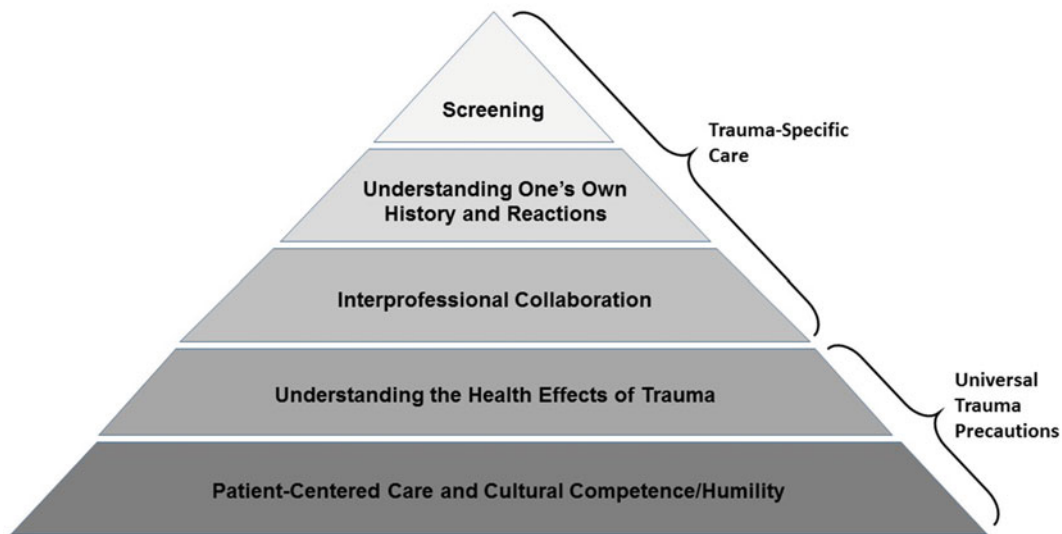 Screening
Trauma-Specific
Care
Understanding One's Own
History and Reactions
Interprofessional Collaboration
Understanding the Health Effects of Trauma
Universal
Trauma
Precautions
Patient-Centered Care and Cultural Competence/Humility